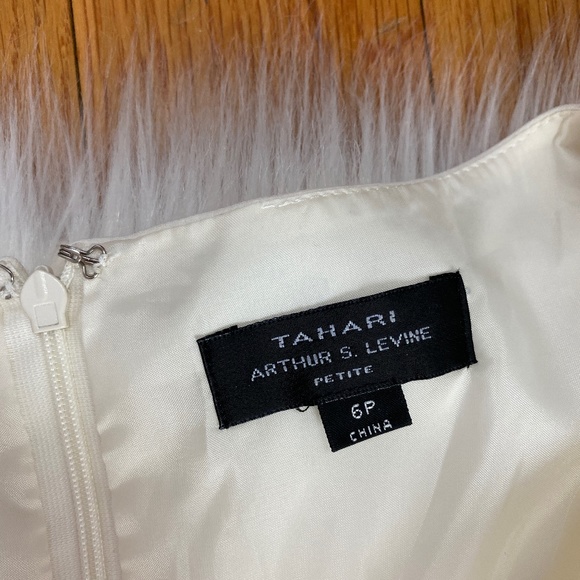 TAHARI
ARTHUR S. LEVINE
PETITE
6P
CHINA